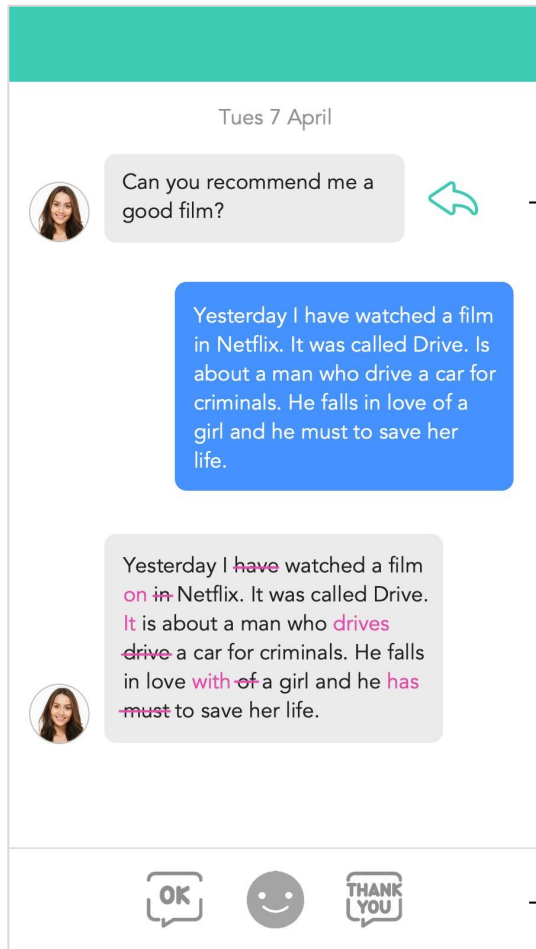 Tues 7 April
Can you recommend me a
good film?
Yesterday I have watched a film
in Netflix. It was called Drive. Is
about a man who drive a car for
criminals. He falls in love of a
girl and he must to save her
life.
Yesterday I have watched a film
on in Netflix. It was called Drive.
It is about a man who drives
drive a car for criminals. He falls
in love with of a girl and he has
must to save her life.
OK
THANK
YOU